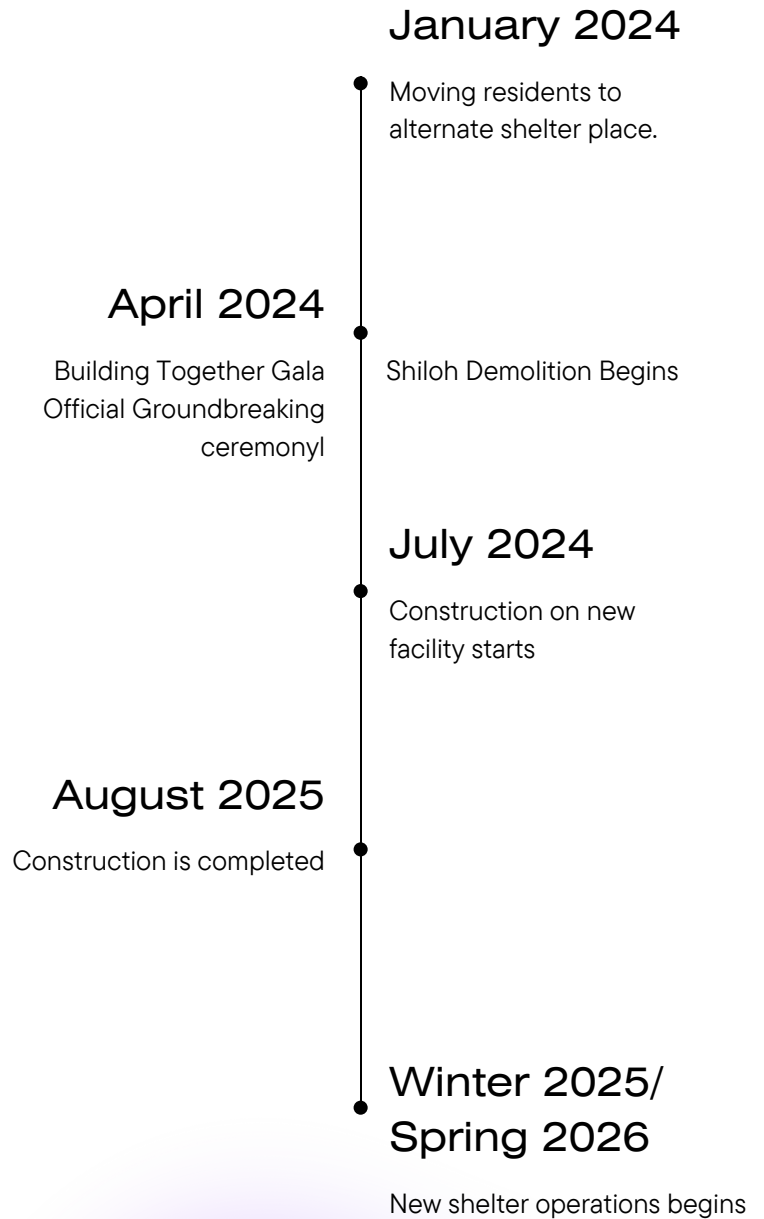 January 2024
Moving residents to
alternate shelter place.
April 2024
Building Together Gala
Official Groundbreaking
ceremonyl
Shiloh Demolition Begins
July 2024
Construction on new
facility starts
August 2025
Construction is completed
Winter 2025/
Spring 2026
New shelter operations begins